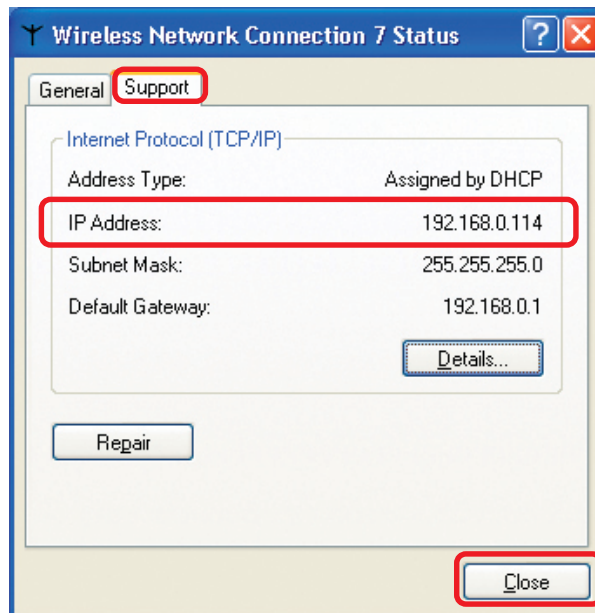 Wireless Network Connection 7 Status
General Support
Internet Protocol (TCP/IP)
Address Type: Assigned by DHCP
IP Address: 192.168.0.114
Subnet Mask: 255.255.255.0
Default Gateway: 192.168.0.1
Details...
Repair
Close